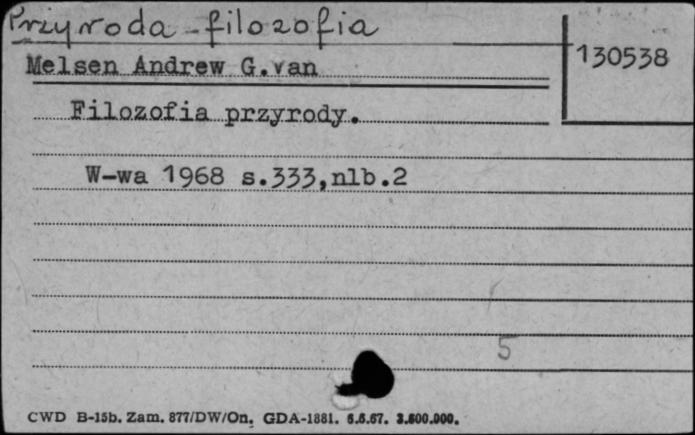 Przyroda - filozofia
130538
Melsen Andrew G.van
Filozofia przyrody.
W-wa 1968 s.333,nlb.2
5
CWD B-15b. Zam. 877/DW/On. GDA-1881. 6.6.67. 3.600.000.